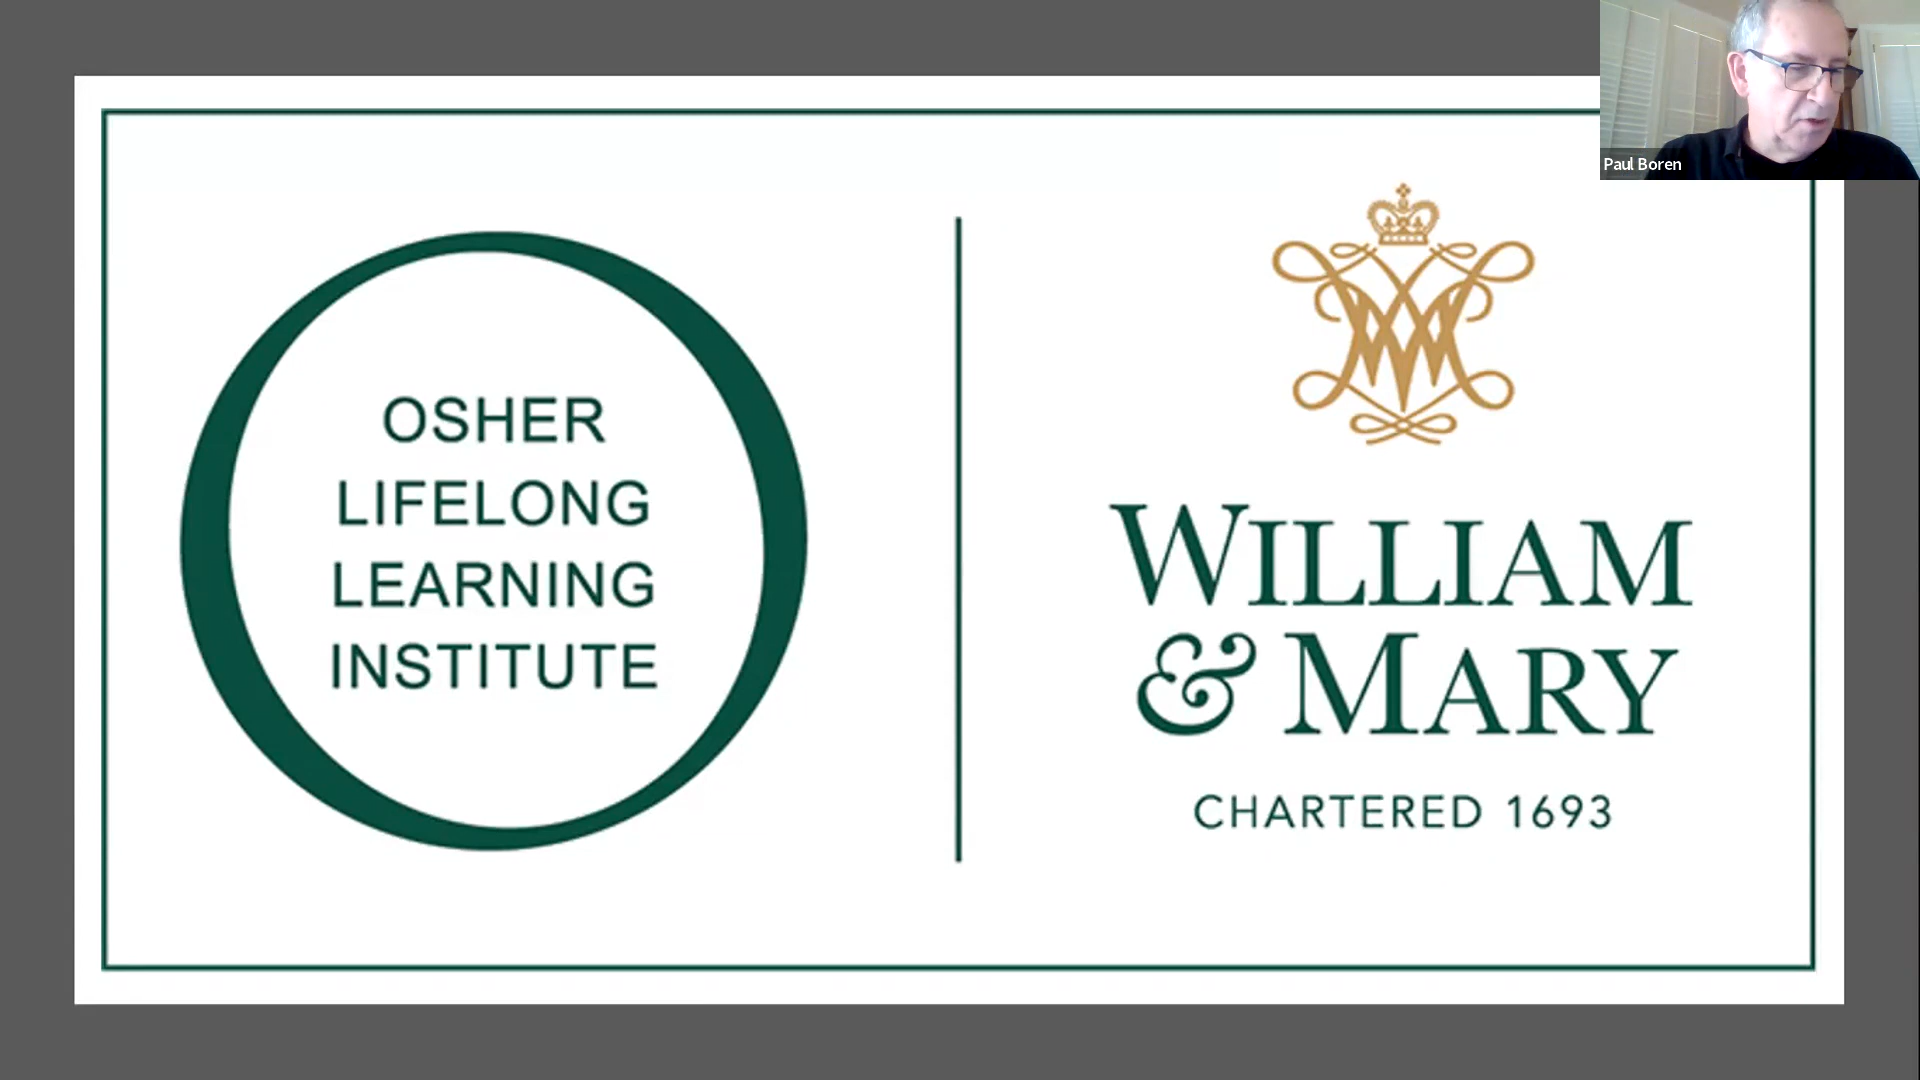 OSHER
LIFELONG
LEARNING
INSTITUTE
WILLIAM
& MARY
CHARTERED 1693
Paul Boren